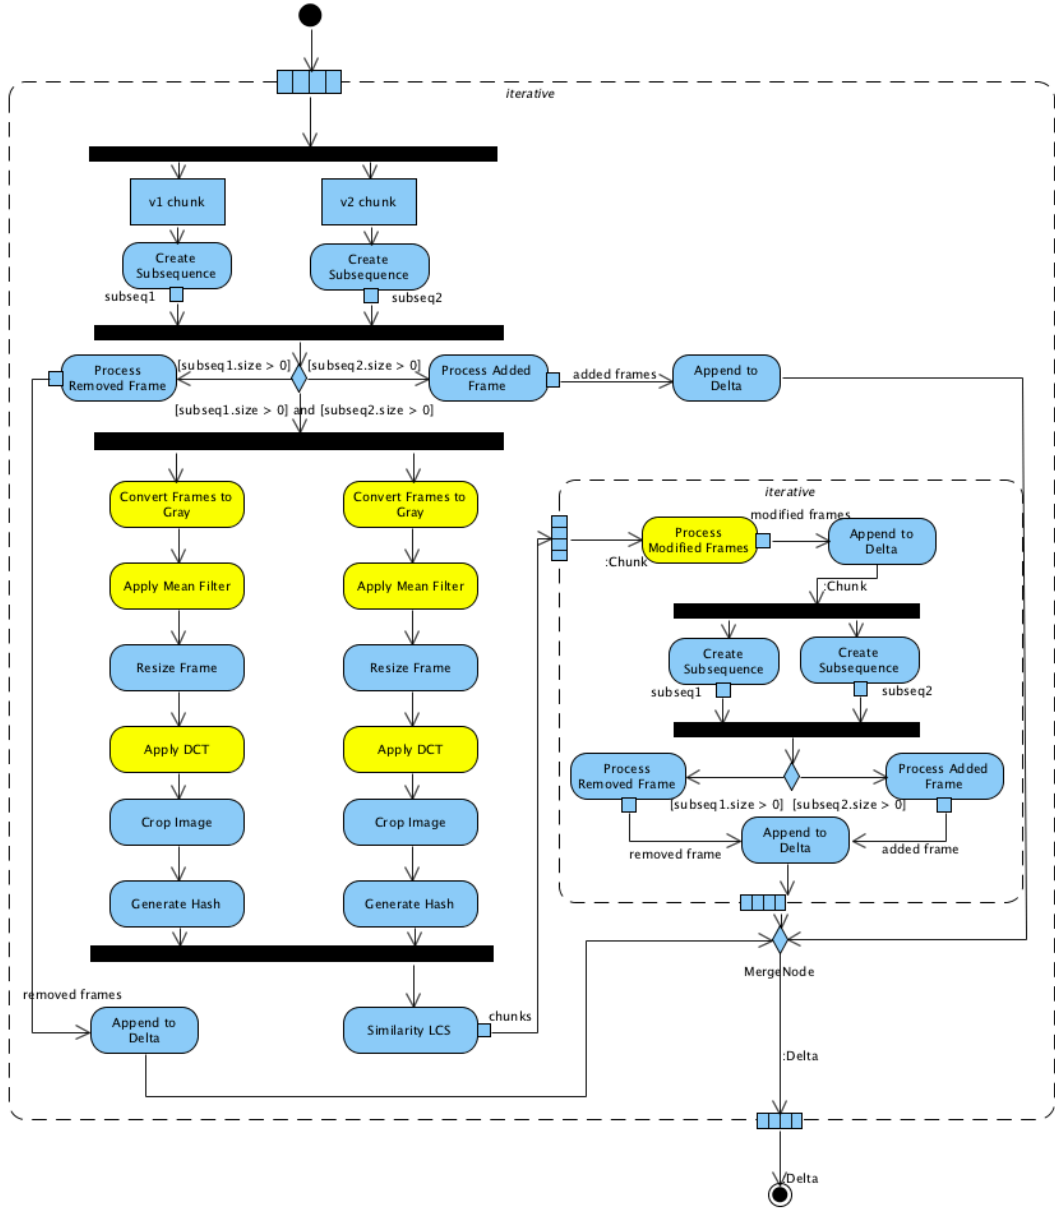 iterative
v1 chunk
v2 chunk
Create
Subsequence
Create
Subsequence
subseq1
subseq2
Process
Removed Frame
[subseq1.size > 0]
[subseq2.size > 0]
Process Added
Frame
added frames
Append to
Delta
[subseq1.size > 0] and [subseq2.size > 0]
Convert Frames to
Gray
Convert Frames to
Gray
Apply Mean Filter
Apply Mean Filter
Resize Frame
Resize Frame
Apply DCT
Apply DCT
Crop Image
Crop Image
Generate Hash
Generate Hash
removed frames
Append to
Delta
Similarity LCS
chunks
iterative
:Chunk
Process
Modified Frames
modified frames
Append to
Delta
:Chunk
Create
Subsequence
Create
Subsequence
subseq1
subseq2
Process
Removed Frame
Process Added
Frame
[subseq1.size > 0]
[subseq2.size > 0]
removed frame
Append to
Delta
added frame
MergeNode
:Delta
:Delta